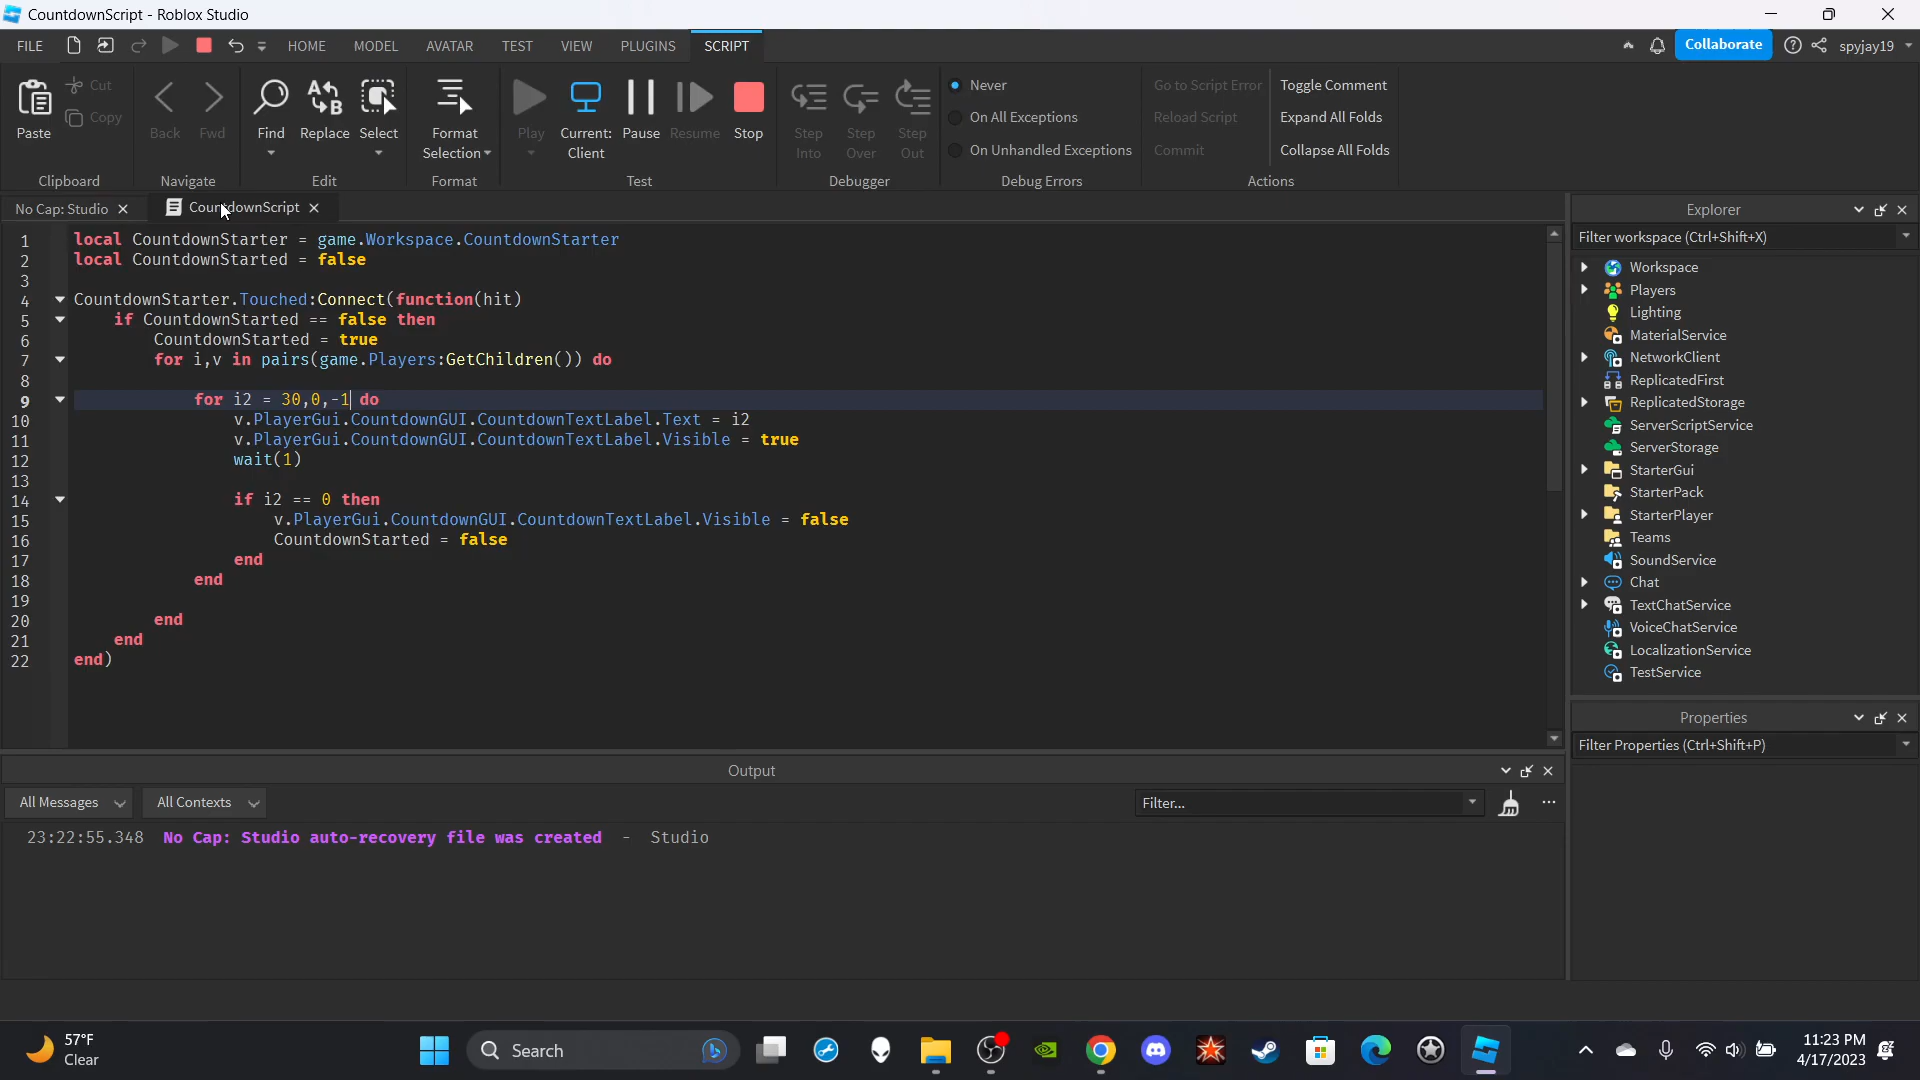 CountdownScript - Roblox Studio
FILE HOME MODEL AVATAR TEST VIEW PLUGINS SCRIPT Collaborate spyjay19
Paste
Cut
Copy
Clipboard
Back Fwd
Navigate
Find Replace Select
Edit
Format Selection
Format
Play Current: Client Pause Resume Stop
Test
Step Into Step Over Step Out
Debugger
Never
On All Exceptions
On Unhandled Exceptions
Debug Errors
Go to Script Error Toggle Comment
Reload Script Expand All Folds
Commit Collapse All Folds
Actions
No Cap: Studio CountdownScript
1 local CountdownStarter = game.Workspace.CountdownStarter
2 local CountdownStarted = false
3
4 CountdownStarter.Touched:Connect(function(hit)
5 if CountdownStarted == false then
6 CountdownStarted = true
7 for i,v in pairs(game.Players:GetChildren()) do
8
9 for i2 = 30,0,-1 do
10 v.PlayerGui.CountdownGUI.CountdownTextLabel.Text = i2
11 v.PlayerGui.CountdownGUI.CountdownTextLabel.Visible = true
12 wait(1)
13
14 if i2 == 0 then
15 v.PlayerGui.CountdownGUI.CountdownTextLabel.Visible = false
16 CountdownStarted = false
17 end
18 end
19
20 end
21 end
22 end)
Explorer
Filter workspace (Ctrl+Shift+X)
Workspace
Players
Lighting
MaterialService
NetworkClient
ReplicatedFirst
ReplicatedStorage
ServerScriptService
ServerStorage
StarterGui
StarterPack
StarterPlayer
Teams
SoundService
Chat
TextChatService
VoiceChatService
LocalizationService
TestService
Properties
Filter Properties (Ctrl+Shift+P)
Output
All Messages All Contexts Filter...
23:22:55.348 No Cap: Studio auto-recovery file was created - Studio
57°F
Clear
Search
11:23 PM
4/17/2023